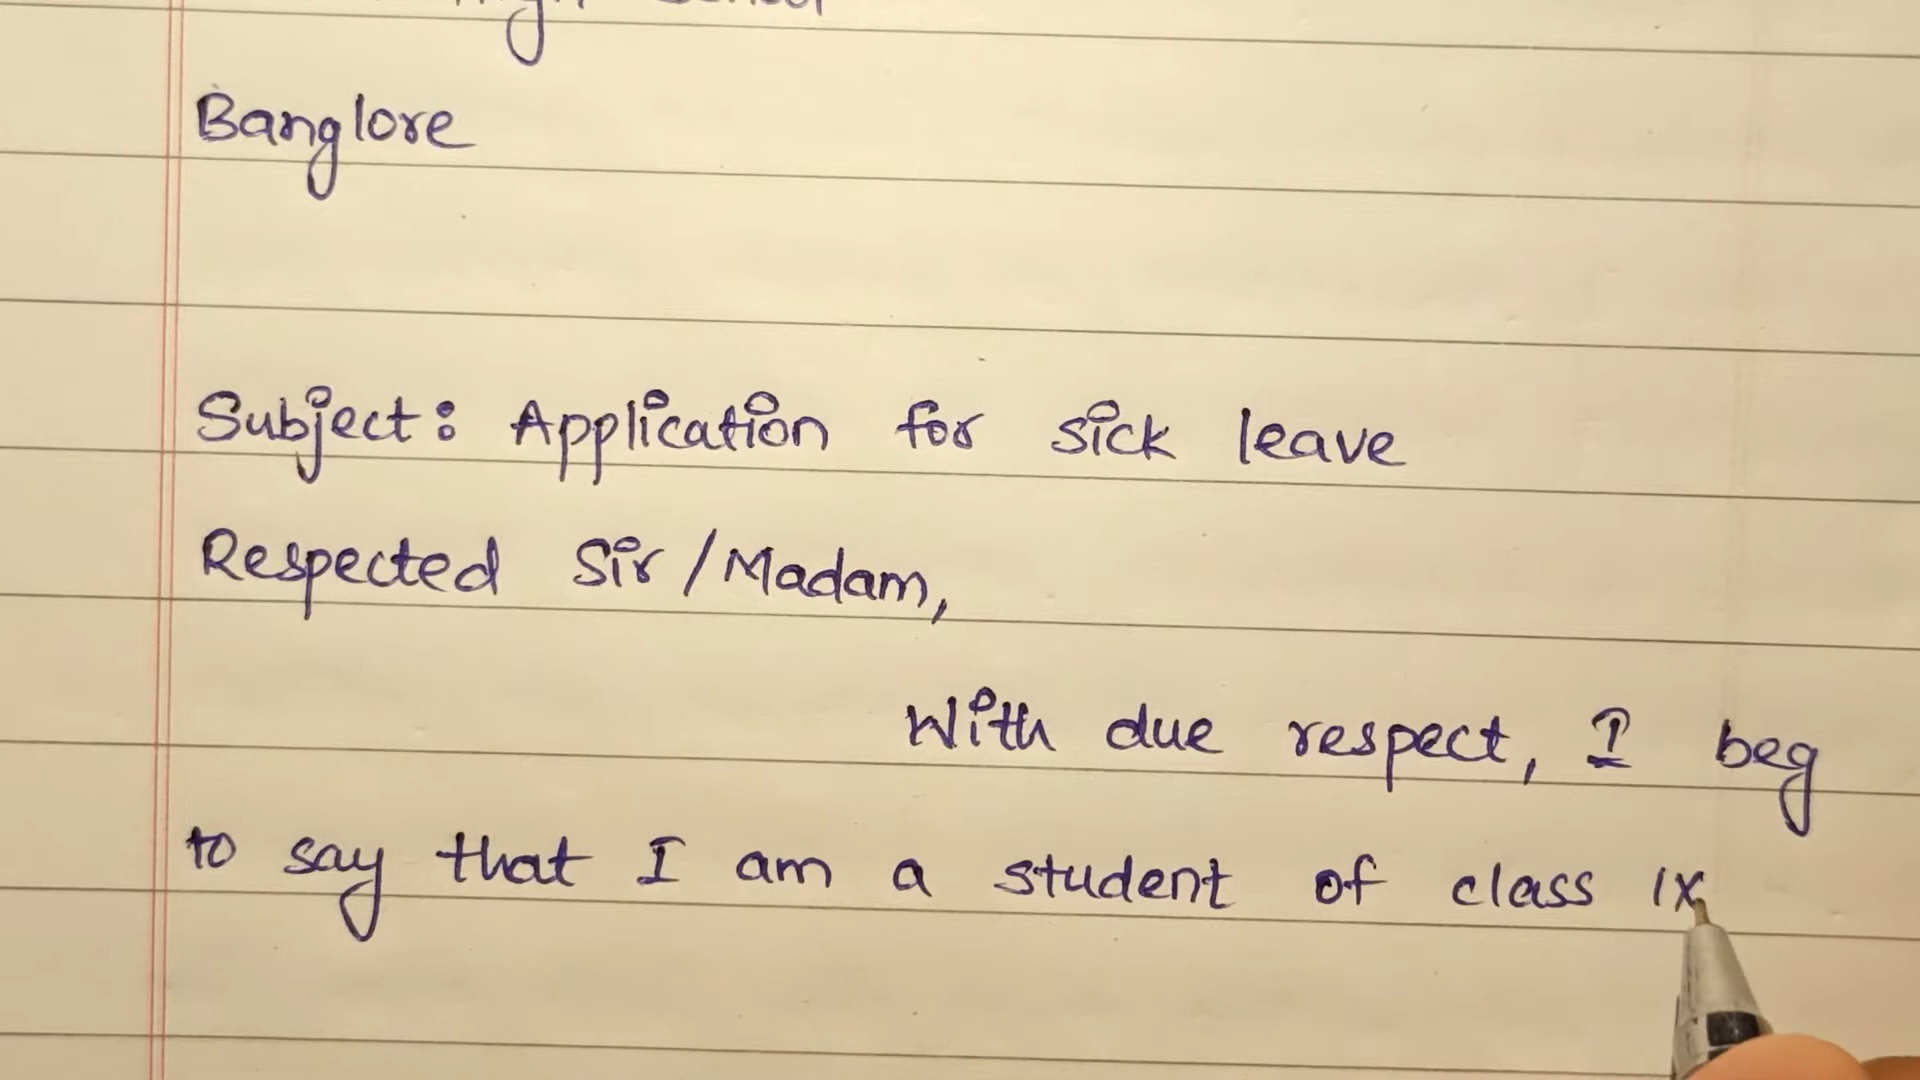 School
Banglore
Subject: Application for sick leave
Respected Sir/Madam,
With due respect, I beg
to say that I am a student of class IX